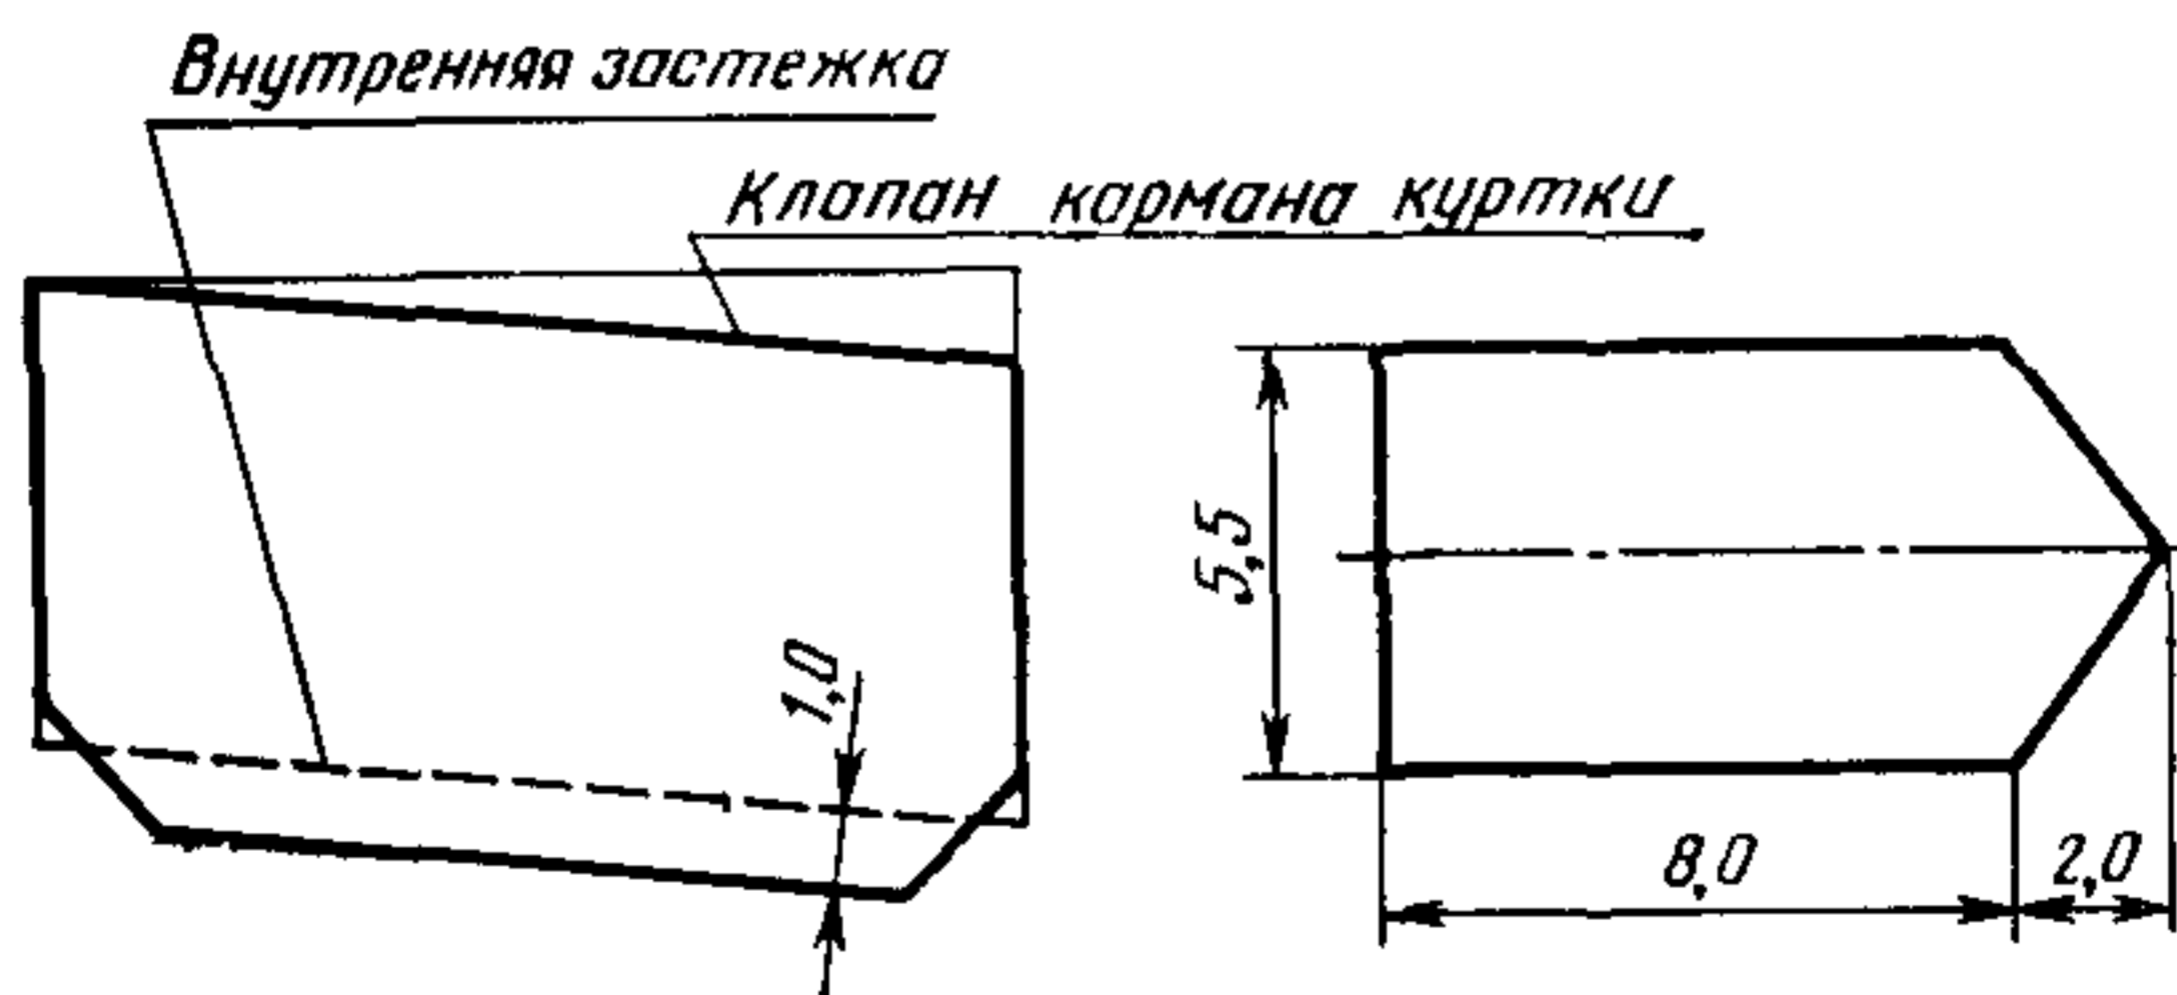 Внутренняя застежка
Клапан кармана куртки
1,0
5,5
8,0
2,0